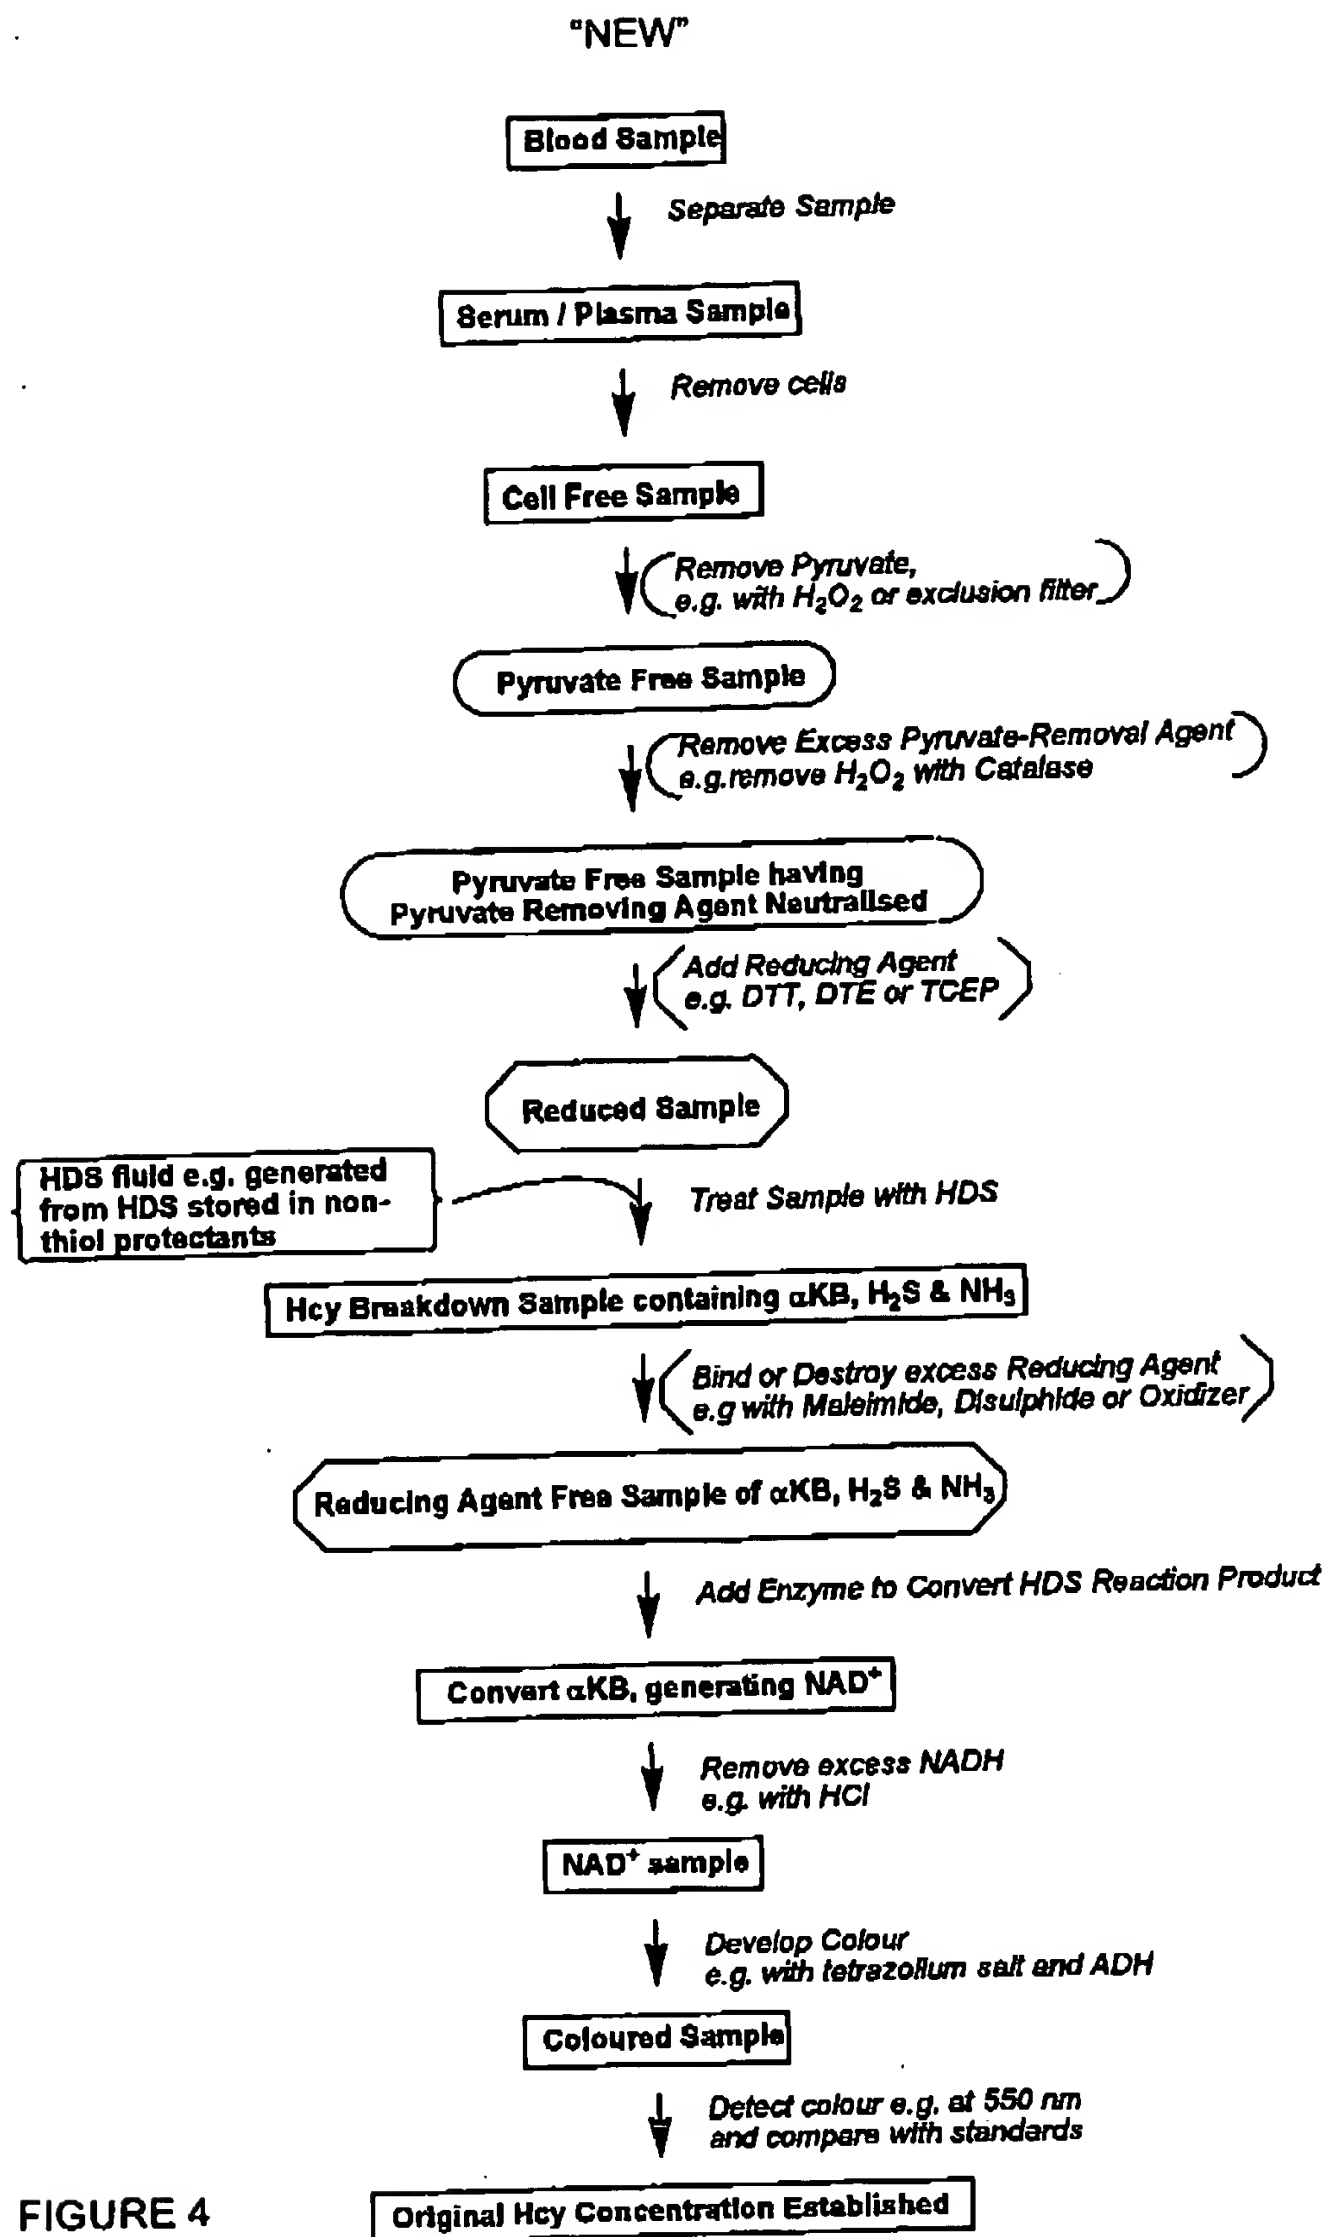 “NEW”
Blood Sample
Separate Sample
Serum / Plasma Sample
Remove cells
Cell Free Sample
Remove Pyruvate,
e.g. with H₂O₂ or exclusion filter
Pyruvate Free Sample
Remove Excess Pyruvate-Removal Agent
e.g.remove H₂O₂ with Catalase
Pyruvate Free Sample having
Pyruvate Removing Agent Neutralised
Add Reducing Agent
e.g. DTT, DTE or TCEP
Reduced Sample
HDS fluid e.g. generated
from HDS stored in non-
thiol protectants
Treat Sample with HDS
Hcy Breakdown Sample containing αKB, H₂S & NH₃
Bind or Destroy excess Reducing Agent
e.g with Maleimide, Disulphide or Oxidizer
Reducing Agent Free Sample of αKB, H₂S & NH₃
Add Enzyme to Convert HDS Reaction Product
Convert αKB, generating NAD⁺
Remove excess NADH
e.g. with HCl
NAD⁺ sample
Develop Colour
e.g. with tetrazolium salt and ADH
Coloured Sample
Detect colour e.g. at 550 nm
and compare with standards
Original Hcy Concentration Established
FIGURE 4